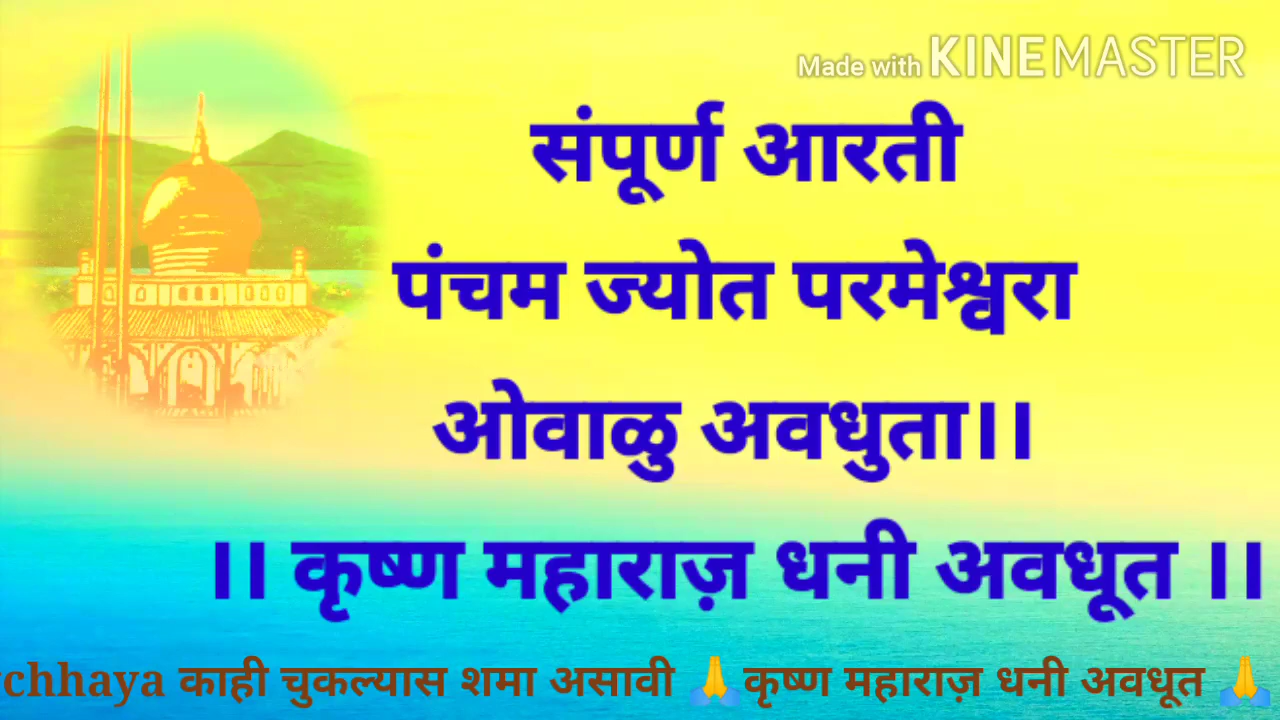 Made with KINEMASTER
संपूर्ण आरती
पंचम ज्योत परमेश्वरा
ओवाळु अवधुता।।
।। कृष्ण महाराज़ धनी अवधूत ।।
chhaya काही चुकल्यास शमा असावी 🙏कृष्ण महाराज़ धनी अवधूत 🙏